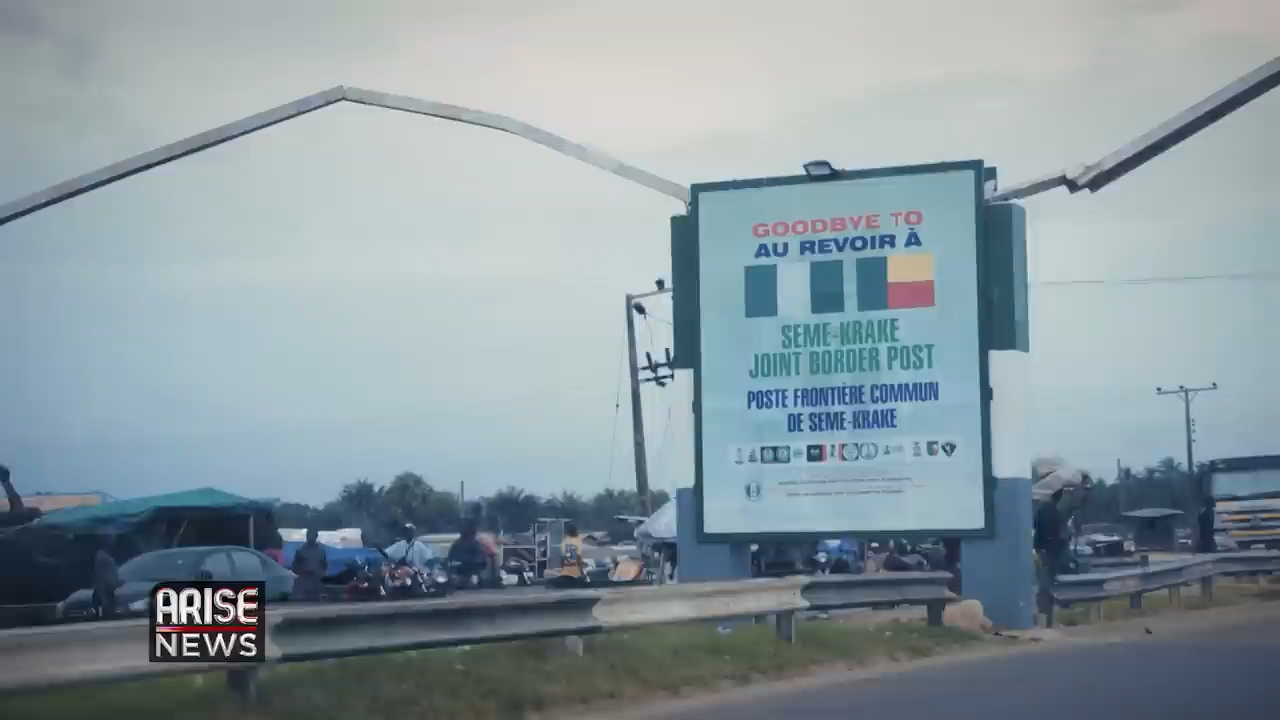 GOODBYE TO
AU REVOIR À
SEME-KRAKE
JOINT BORDER POST
POSTE FRONTIÈRE COMMUN
DE SEME-KRAKE
ARISE
NEWS